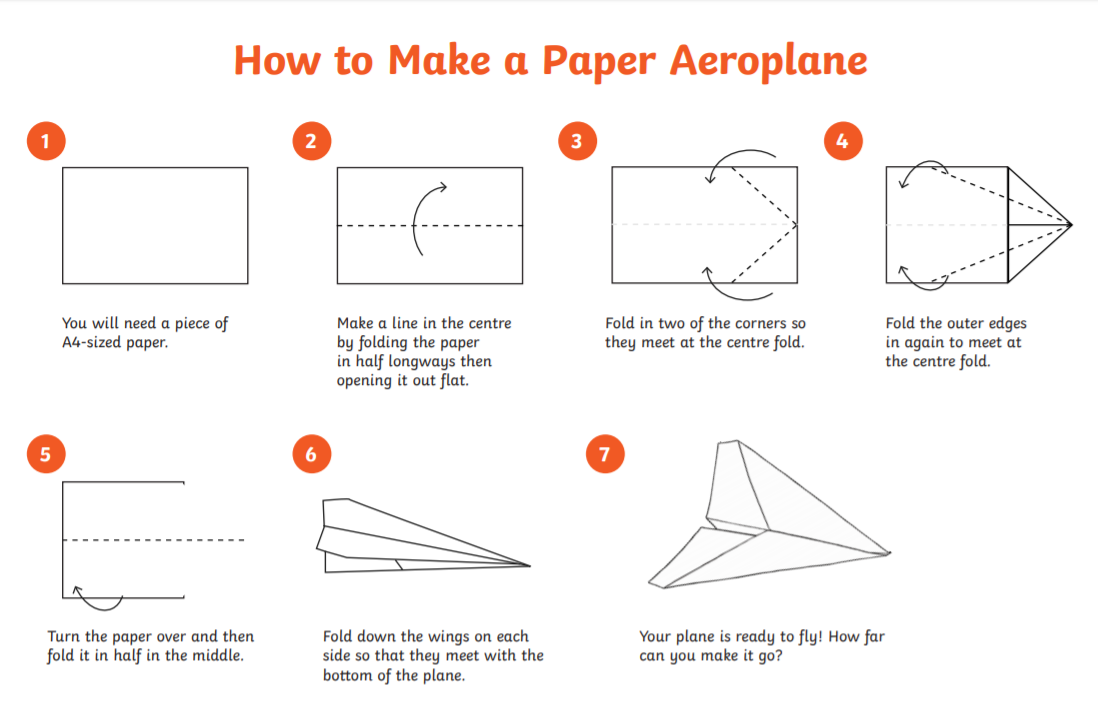 How to Make a Paper Aeroplane
1
You will need a piece of
A4-sized paper.
2
Make a line in the centre
by folding the paper
in half longways then
opening it out flat.
3
Fold in two of the corners so
they meet at the centre fold.
4
Fold the outer edges
in again to meet at
the centre fold.
5
Turn the paper over and then
fold it in half in the middle.
6
Fold down the wings on each
side so that they meet with the
bottom of the plane.
7
Your plane is ready to fly! How far
can you make it go?